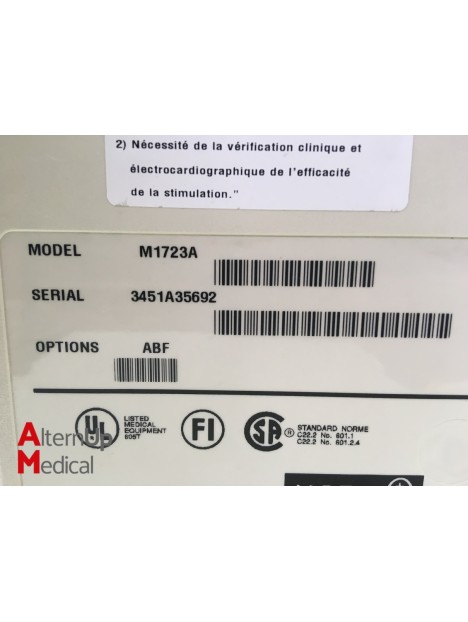 2) Nécessité de la vérification clinique et
électrocardiographique de l'efficacité
de la stimulation."
MODEL M1723A
SERIAL 3451A35692
OPTIONS ABF
UL
LISTED
MEDICAL
EQUIPMENT
FI
SA
®
STANDARD NORME
C22.2 No. 601.1
C22.2 No. 601.2.4
AlternUp
Medical